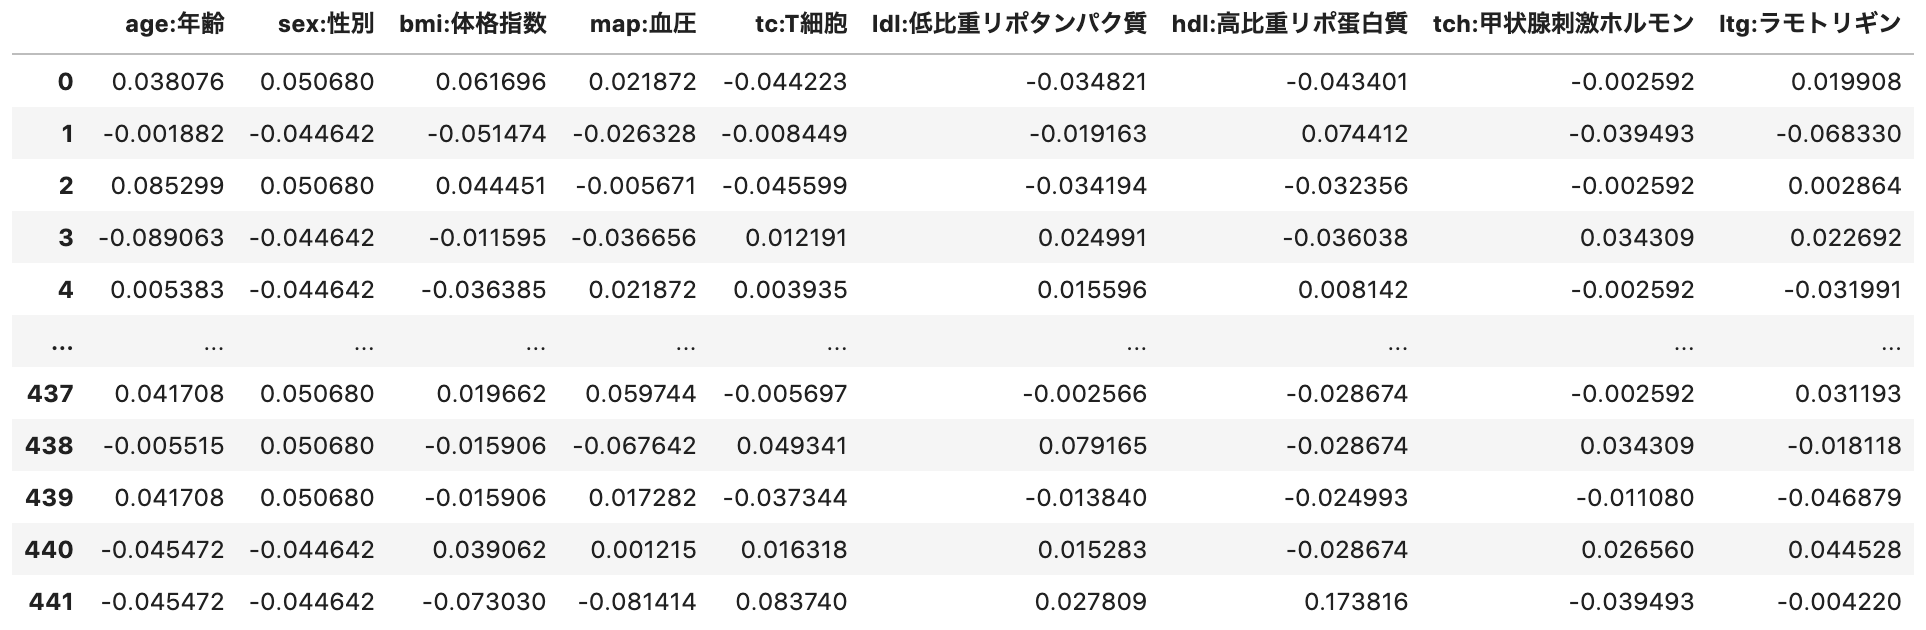 age:年齢 sex:性別 bmi:体格指数 map:血圧 tc:T細胞 ldl:低比重リポタンパク質 hdl:高比重リポ蛋白質 tch:甲状腺刺激ホルモン ltg:ラモトリギン
0 0.038076 0.050680 0.061696 0.021872 -0.044223 -0.034821 -0.043401 -0.002592 0.019908
1 -0.001882 -0.044642 -0.051474 -0.026328 -0.008449 -0.019163 0.074412 -0.039493 -0.068330
2 0.085299 0.050680 0.044451 -0.005671 -0.045599 -0.034194 -0.032356 -0.002592 0.002864
3 -0.089063 -0.044642 -0.011595 -0.036656 0.012191 0.024991 -0.036038 0.034309 0.022692
4 0.005383 -0.044642 -0.036385 0.021872 0.003935 0.015596 0.008142 -0.002592 -0.031991
... ... ... ... ... ... ... ... ... ...
437 0.041708 0.050680 0.019662 0.059744 -0.005697 -0.002566 -0.028674 -0.002592 0.031193
438 -0.005515 0.050680 -0.015906 -0.067642 0.049341 0.079165 -0.028674 0.034309 -0.018118
439 0.041708 0.050680 -0.015906 0.017282 -0.037344 -0.013840 -0.024993 -0.011080 -0.046879
440 -0.045472 -0.044642 0.039062 0.001215 0.016318 0.015283 -0.028674 0.026560 0.044528
441 -0.045472 -0.044642 -0.073030 -0.081414 0.083740 0.027809 0.173816 -0.039493 -0.004220